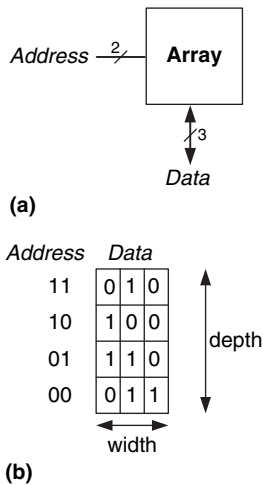 Address 2 Array
3
Data
(a)
Address Data
11 0 1 0
10 1 0 0
01 1 1 0
00 0 1 1
depth
width
(b)